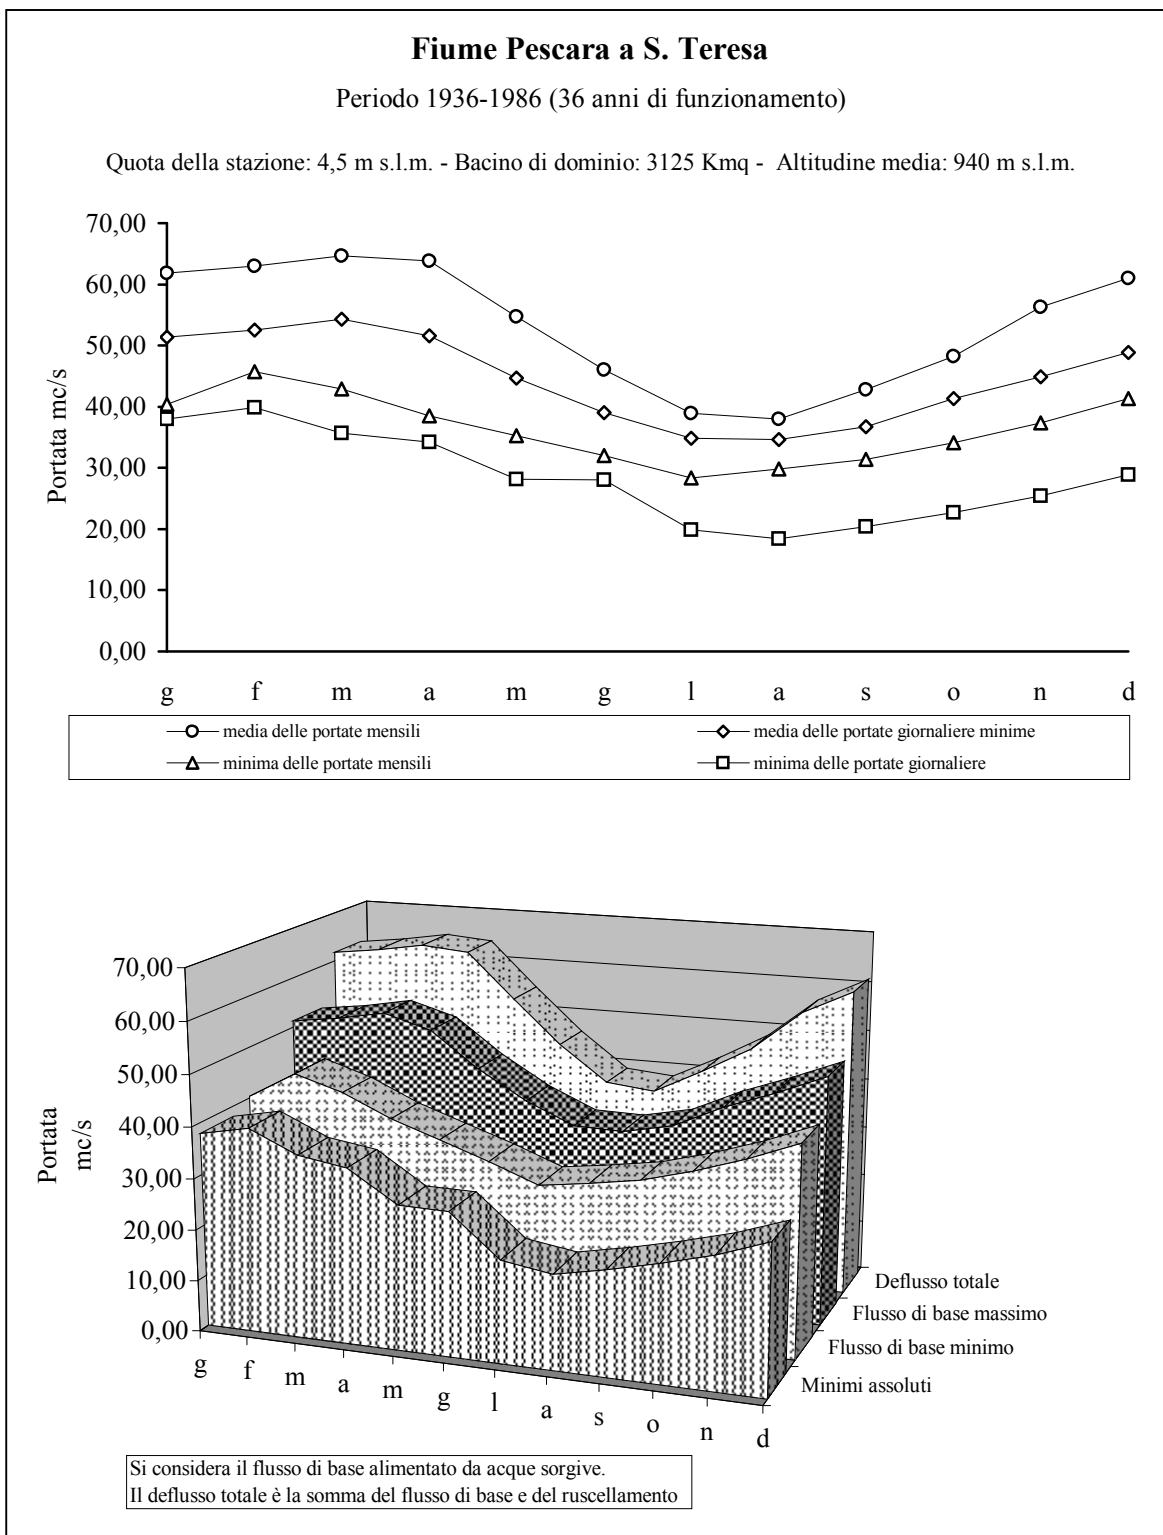 Fiume Pescara a S. Teresa
Periodo 1936-1986 (36 anni di funzionamento)
Quota della stazione: 4,5 m s.l.m. - Bacino di dominio: 3125 Kmq - Altitudine media: 940 m s.l.m.
70,00
60,00
50,00
40,00
30,00
20,00
10,00
0,00
Portata mc/s
g f m a m g l a s o n d
media delle portate mensili media delle portate giornaliere minime
minima delle portate mensili minima delle portate giornaliere
70,00
60,00
50,00
40,00
30,00
20,00
10,00
0,00
Portata
mc/s
g f m a m g l a s o n d
Deflusso totale
Flusso di base massimo
Flusso di base minimo
Minimi assoluti
Si considera il flusso di base alimentato da acque sorgive.
Il deflusso totale è la somma del flusso di base e del ruscellamento